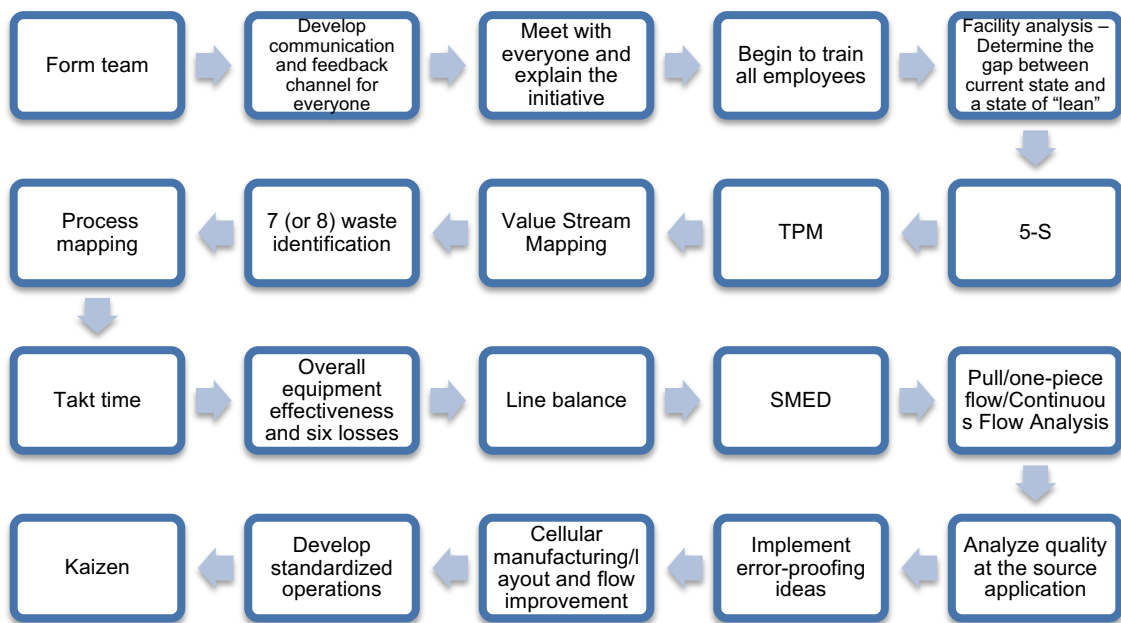 Form team
Develop
communication
and feedback
channel for
everyone
Meet with
everyone and
explain the
initiative
Begin to train
all employees
Facility analysis –
Determine the
gap between
current state and
a state of “lean”
5-S
TPM
Value Stream
Mapping
7 (or 8) waste
identification
Process
mapping
Takt time
Overall
equipment
effectiveness
and six losses
Line balance
SMED
Pull/one-piece
flow/Continuou
s Flow Analysis
Analyze quality
at the source
application
Implement
error-proofing
ideas
Cellular
manufacturing/l
ayout and flow
improvement
Develop
standardized
operations
Kaizen